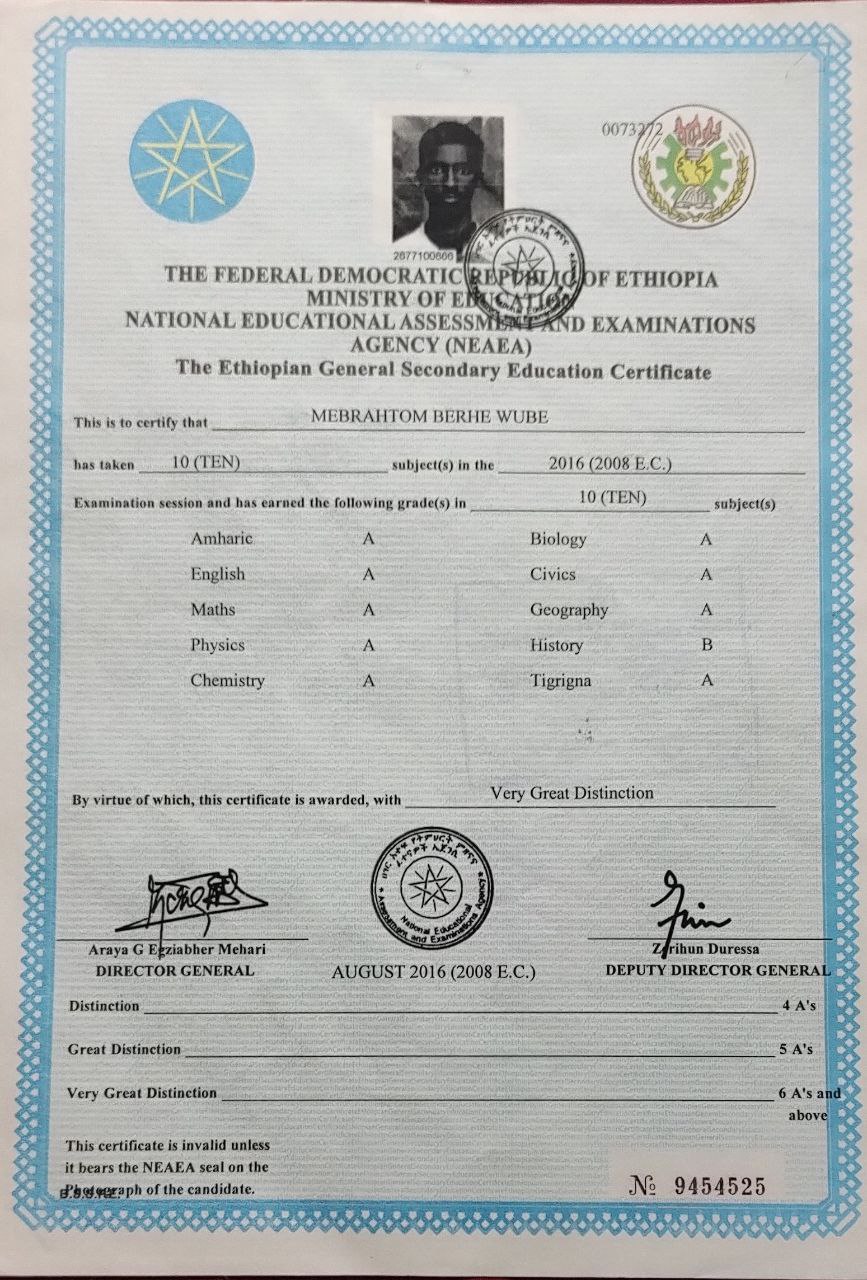 0073272
2677100606
THE FEDERAL DEMOCRATIC REPUBLIC OF ETHIOPIA
MINISTRY OF EDUCATION
NATIONAL EDUCATIONAL ASSESSMENT AND EXAMINATIONS
AGENCY (NEAEA)
The Ethiopian General Secondary Education Certificate
This is to certify that MEBRAHTOM BERHE WUBE
has taken 10 (TEN) subject(s) in the 2016 (2008 E.C.)
Examination session and has earned the following grade(s) in 10 (TEN) subject(s)
Amharic A Biology A
English A Civics A
Maths A Geography A
Physics A History B
Chemistry A Tigrigna A
By virtue of which, this certificate is awarded, with Very Great Distinction
National Educational
Assessment and Examinations Agency
Araya G Egziabher Mehari Zerihun Duressa
DIRECTOR GENERAL AUGUST 2016 (2008 E.C.) DEPUTY DIRECTOR GENERAL
Distinction 4 A's
Great Distinction 5 A's
Very Great Distinction 6 A's and
above
This certificate is invalid unless
it bears the NEAEA seal on the
Photograph of the candidate.
№ 9454525